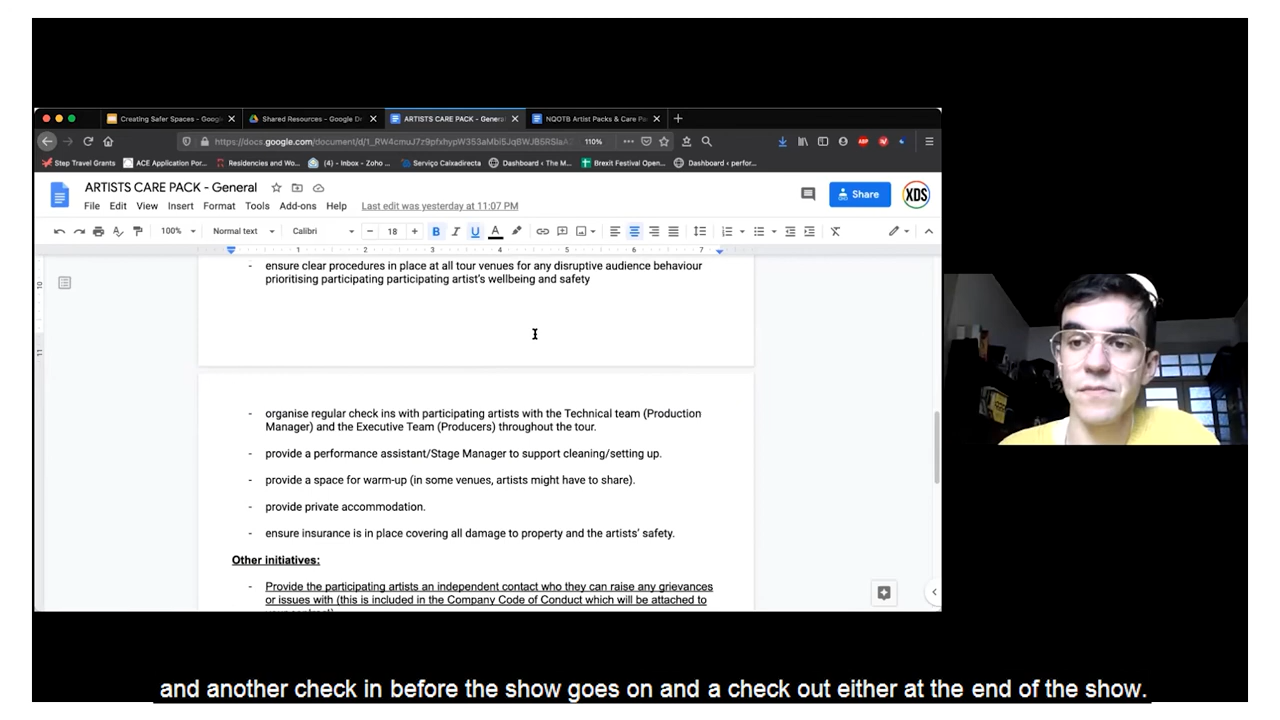 Creating Safer Spaces - Googl
Shared Resources - Google Dr
ARTISTS CARE PACK - General
NQOTB Artist Packs & Care Pa
110%
Step Travel Grants
ACE Application Por...
Residencies and Wo...
(4) - Inbox - Zoho ...
Serviço Caixadirecta
Dashboard ‹ The M...
Brexit Festival Open...
Dashboard ‹ perfor...
ARTISTS CARE PACK - General
File Edit View Insert Format Tools Add-ons Help Last edit was yesterday at 11:07 PM
Share
XDS
100% Normal text Calibri 18 B I U A
1 2 3 4 5 6 7
- ensure clear procedures in place at all tour venues for any disruptive audience behaviour
prioritising participating participating artist's wellbeing and safety
- organise regular check ins with participating artists with the Technical team (Production
Manager) and the Executive Team (Producers) throughout the tour.
- provide a performance assistant/Stage Manager to support cleaning/setting up.
- provide a space for warm-up (in some venues, artists might have to share).
- provide private accommodation.
- ensure insurance is in place covering all damage to property and the artists' safety.
Other initiatives:
- Provide the participating artists an independent contact who they can raise any grievances
or issues with (this is included in the Company Code of Conduct which will be attached to
and another check in before the show goes on and a check out either at the end of the show.